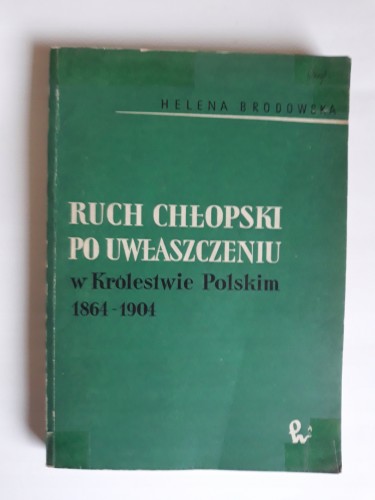 HELENA BRODOWSKA
RUCH CHŁOPSKI
PO UWŁASZCZENIU
w Królestwie Polskim
1864-1904